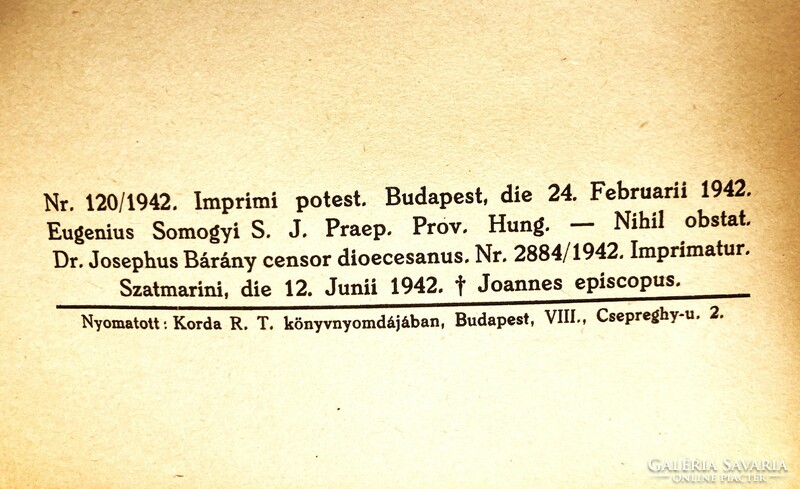 Nr. 120/1942. Imprimi potest. Budapest, die 24. Februarii 1942.
Eugenius Somogyi S. J. Praep. Prov. Hung. — Nihil obstat.
Dr. Josephus Bárány censor dioecesanus. Nr. 2884/1942. Imprimatur.
Szatmarini, die 12. Junii 1942. † Joannes episcopus.
Nyomatott: Korda R. T. könyvnyomdájában, Budapest, VIII., Csepreghy-u. 2.
GALÉRIA SAVARIA
ONLINE PIACTÉR